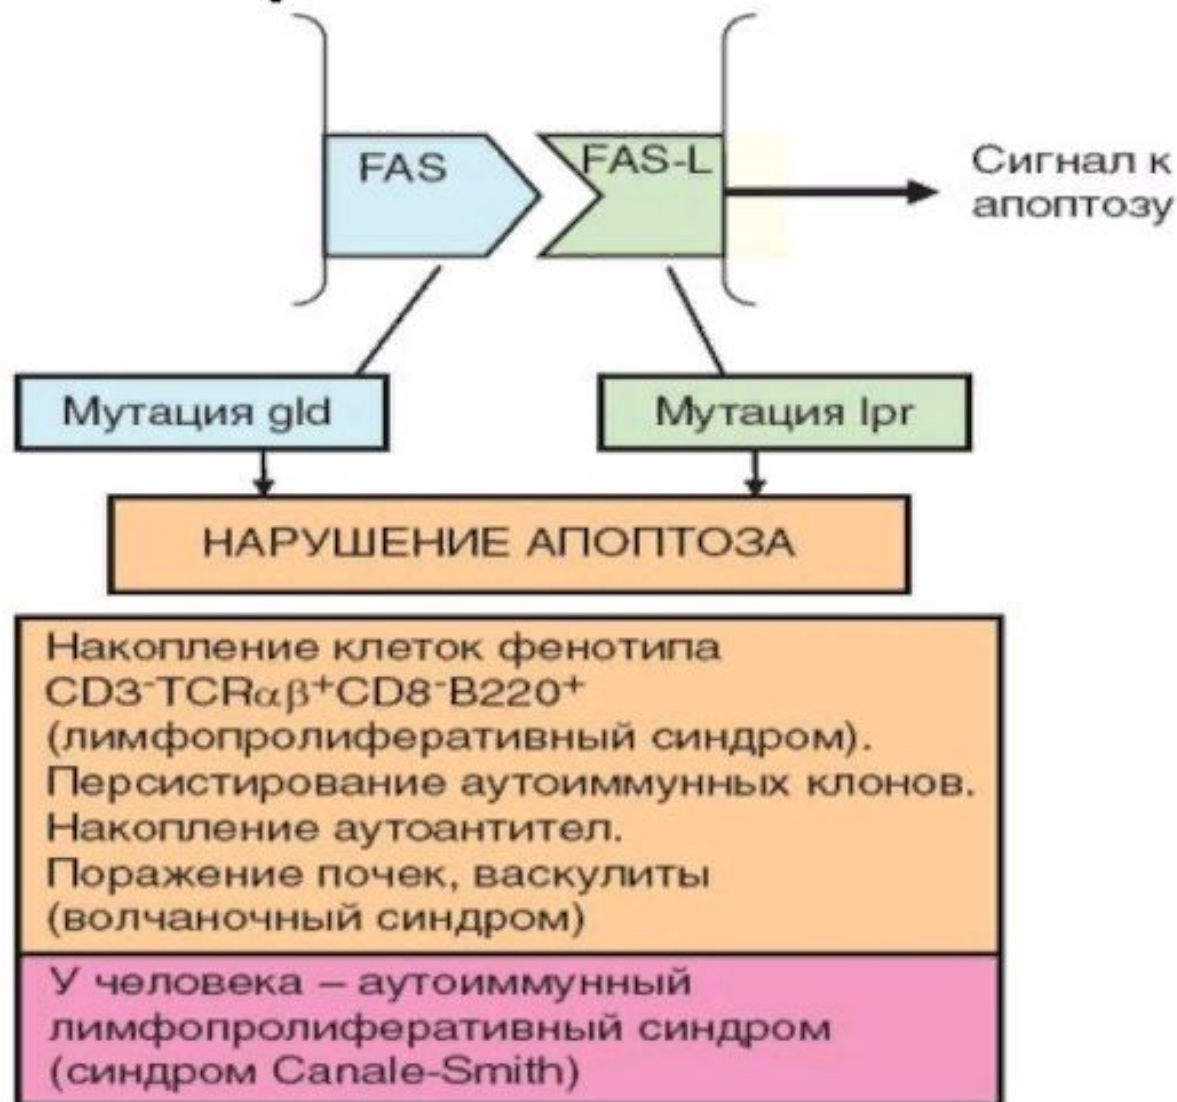 FAS
FAS-L
Сигнал к
апоптозу
Мутация gld
Мутация lpr
НАРУШЕНИЕ АПОПТОЗА
Накопление клеток фенотипа
CD3⁻TCRαβ⁺CD8⁻B220⁺
(лимфопролиферативный синдром).
Персистирование аутоиммунных клонов.
Накопление аутоантител.
Поражение почек, васкулиты
(волчаночный синдром)
У человека – аутоиммунный
лимфопролиферативный синдром
(синдром Canale-Smith)